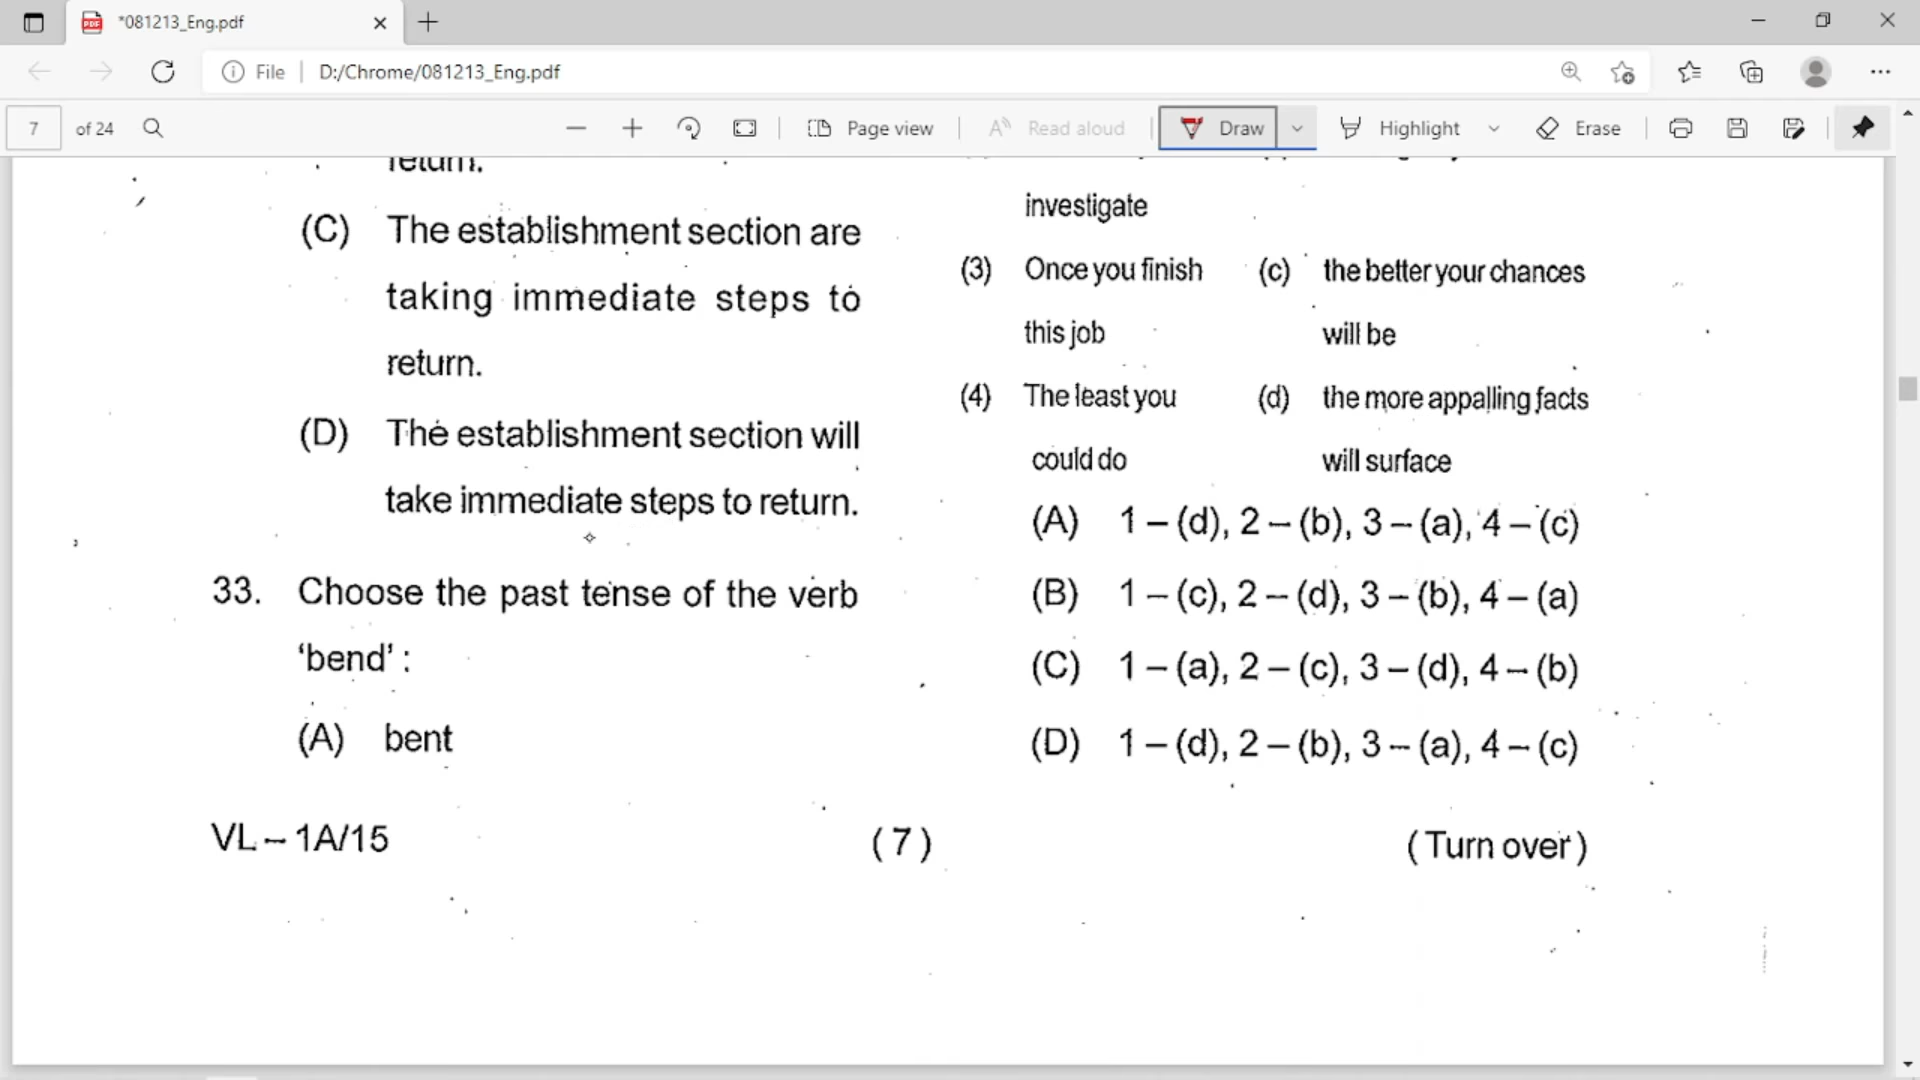 *081213_Eng.pdf
File
D:/Chrome/081213_Eng.pdf
7 of 24
Page view
Read aloud
Draw
Highlight
Erase
return.
(C) The establishment section are
taking immediate steps to
return.
(D) The establishment section will
take immediate steps to return.
33. Choose the past tense of the verb
‘bend’ :
(A) bent
investigate
(3) Once you finish (c) the better your chances
this job will be
(4) The least you (d) the more appalling facts
could do will surface
(A) 1 – (d), 2 – (b), 3 – (a), 4 – (c)
(B) 1 – (c), 2 – (d), 3 – (b), 4 – (a)
(C) 1 – (a), 2 – (c), 3 – (d), 4 – (b)
(D) 1 – (d), 2 – (b), 3 – (a), 4 – (c)
VL – 1A/15 ( 7 ) ( Turn over )